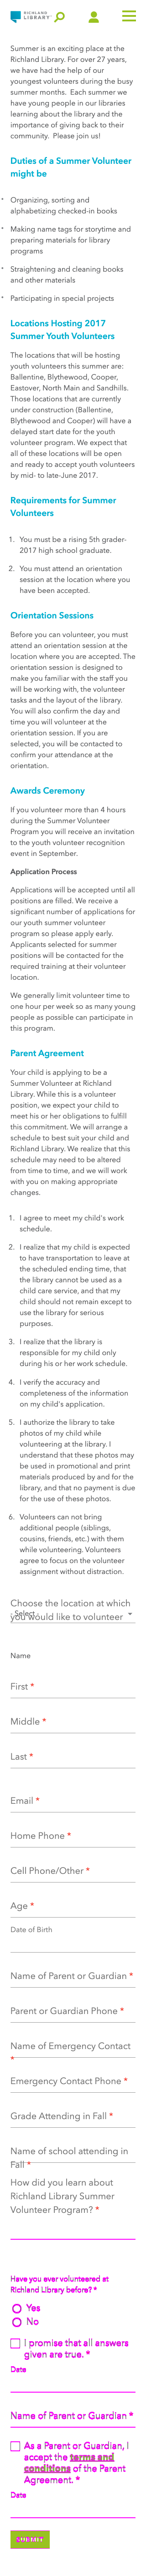 RICHLAND
LIBRARY
Summer is an exciting place at the
Richland Library. For over 27 years,
we have had the help of our
youngest volunteers during the busy
summer months.  Each summer we
have young people in our libraries
learning about the library and the
importance of giving back to their
community.  Please join us!
Duties of a Summer Volunteer
might be
Organizing, sorting and
alphabetizing checked-in books
Making name tags for storytime and
preparing materials for library
programs
Straightening and cleaning books
and other materials
Participating in special projects
Locations Hosting 2017
Summer Youth Volunteers
The locations that will be hosting
youth volunteers this summer are:
Ballentine, Blythewood, Cooper,
Eastover, North Main and Sandhills.
Those locations that are currently
under construction (Ballentine,
Blythewood and Cooper) will have a
delayed start date for the youth
volunteer program. We expect that
all of these locations will be open
and ready to accept youth volunteers
by mid- to late-June 2017.
Requirements for Summer
Volunteers
1. You must be a rising 5th grader-
2017 high school graduate.
2. You must attend an orientation
session at the location where you
have been accepted.
Orientation Sessions
Before you can volunteer, you must
attend an orientation session at the
location where you are accepted. The
orientation session is designed to
make you familiar with the staff you
will be working with, the volunteer
tasks and the layout of the library.
You will also confirm the day and
time you will volunteer at the
orientation session. If you are
selected, you will be contacted to
confirm your attendance at the
orientation.
Awards Ceremony
If you volunteer more than 4 hours
during the Summer Volunteer
Program you will receive an invitation
to the youth volunteer recognition
event in September.
Application Process
Applications will be accepted until all
positions are filled. We receive a
significant number of applications for
our youth summer volunteer
program so please apply early.
Applicants selected for summer
positions will be contacted for the
required training at their volunteer
location.
We generally limit volunteer time to
one hour per week so as many young
people as possible can participate in
this program.
Parent Agreement
Your child is applying to be a
Summer Volunteer at Richland
Library. While this is a volunteer
position, we expect your child to
meet his or her obligations to fulfill
this commitment. We will arrange a
schedule to best suit your child and
Richland Library. We realize that this
schedule may need to be altered
from time to time, and we will work
with you on making appropriate
changes.
1. I agree to meet my child's work
schedule.
2. I realize that my child is expected
to have transportation to leave at
the scheduled ending time, that
the library cannot be used as a
child care service, and that my
child should not remain except to
use the library for serious
purposes.
3. I realize that the library is
responsible for my child only
during his or her work schedule.
4. I verify the accuracy and
completeness of the information
on my child's application.
5. I authorize the library to take
photos of my child while
volunteering at the library. I
understand that these photos may
be used in promotional and print
materials produced by and for the
library, and that no payment is due
for the use of these photos.
6. Volunteers can not bring
additional people (siblings,
cousins, friends, etc.) with them
while volunteering. Volunteers
agree to focus on the volunteer
assignment without distraction.
Choose the location at which
you would like to volunteer
- Select -
Name
First *
Middle *
Last *
Email *
Home Phone *
Cell Phone/Other *
Age *
Date of Birth
Name of Parent or Guardian *
Parent or Guardian Phone *
Name of Emergency Contact
*
Emergency Contact Phone *
Grade Attending in Fall *
Name of school attending in
Fall *
How did you learn about
Richland Library Summer
Volunteer Program? *
Have you ever volunteered at
Richland Library before? *
Yes
No
I promise that all answers
given are true. *
Date
Name of Parent or Guardian *
As a Parent or Guardian, I
accept the terms and
conditions of the Parent
Agreement. *
Date